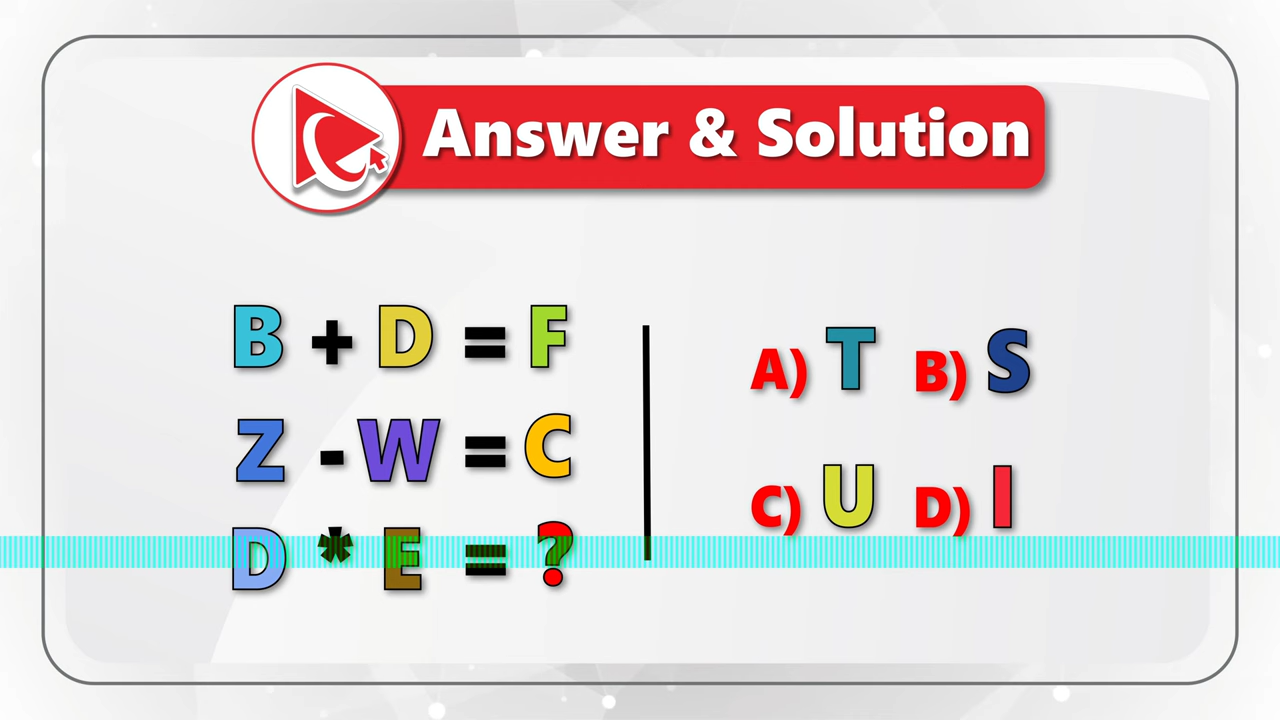 Answer & Solution
B + D = F
Z - W = C
D * E = ?
A) T B) S
C) U D) I